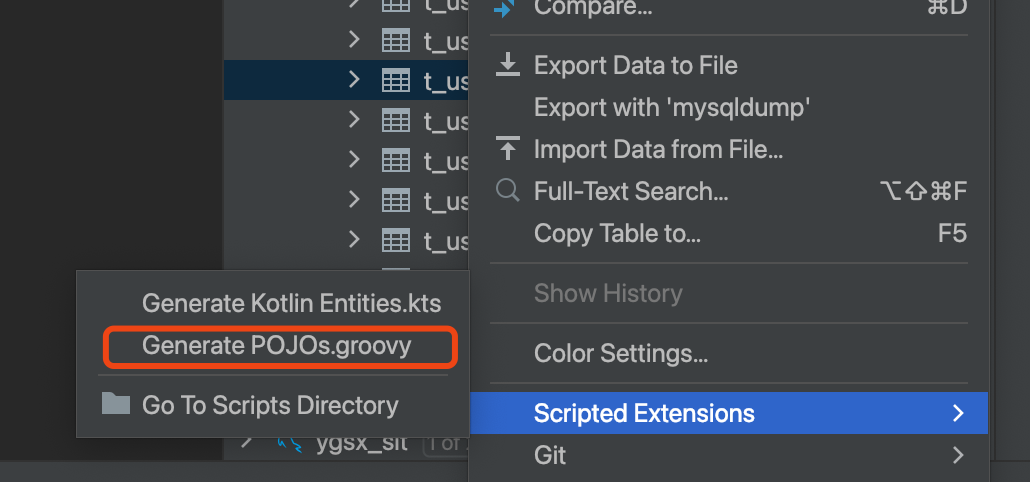 Compare... ⌘D
t_us
t_us
Export Data to File
t_us
Export with 'mysqldump'
t_us
Import Data from File...
t_us
Full-Text Search... ⌥⇧⌘F
t_us
Copy Table to... F5
t_us
Show History
Generate Kotlin Entities.kts
Generate POJOs.groovy
Color Settings...
Go To Scripts Directory
Scripted Extensions
ygsx_sit 1 of
Git